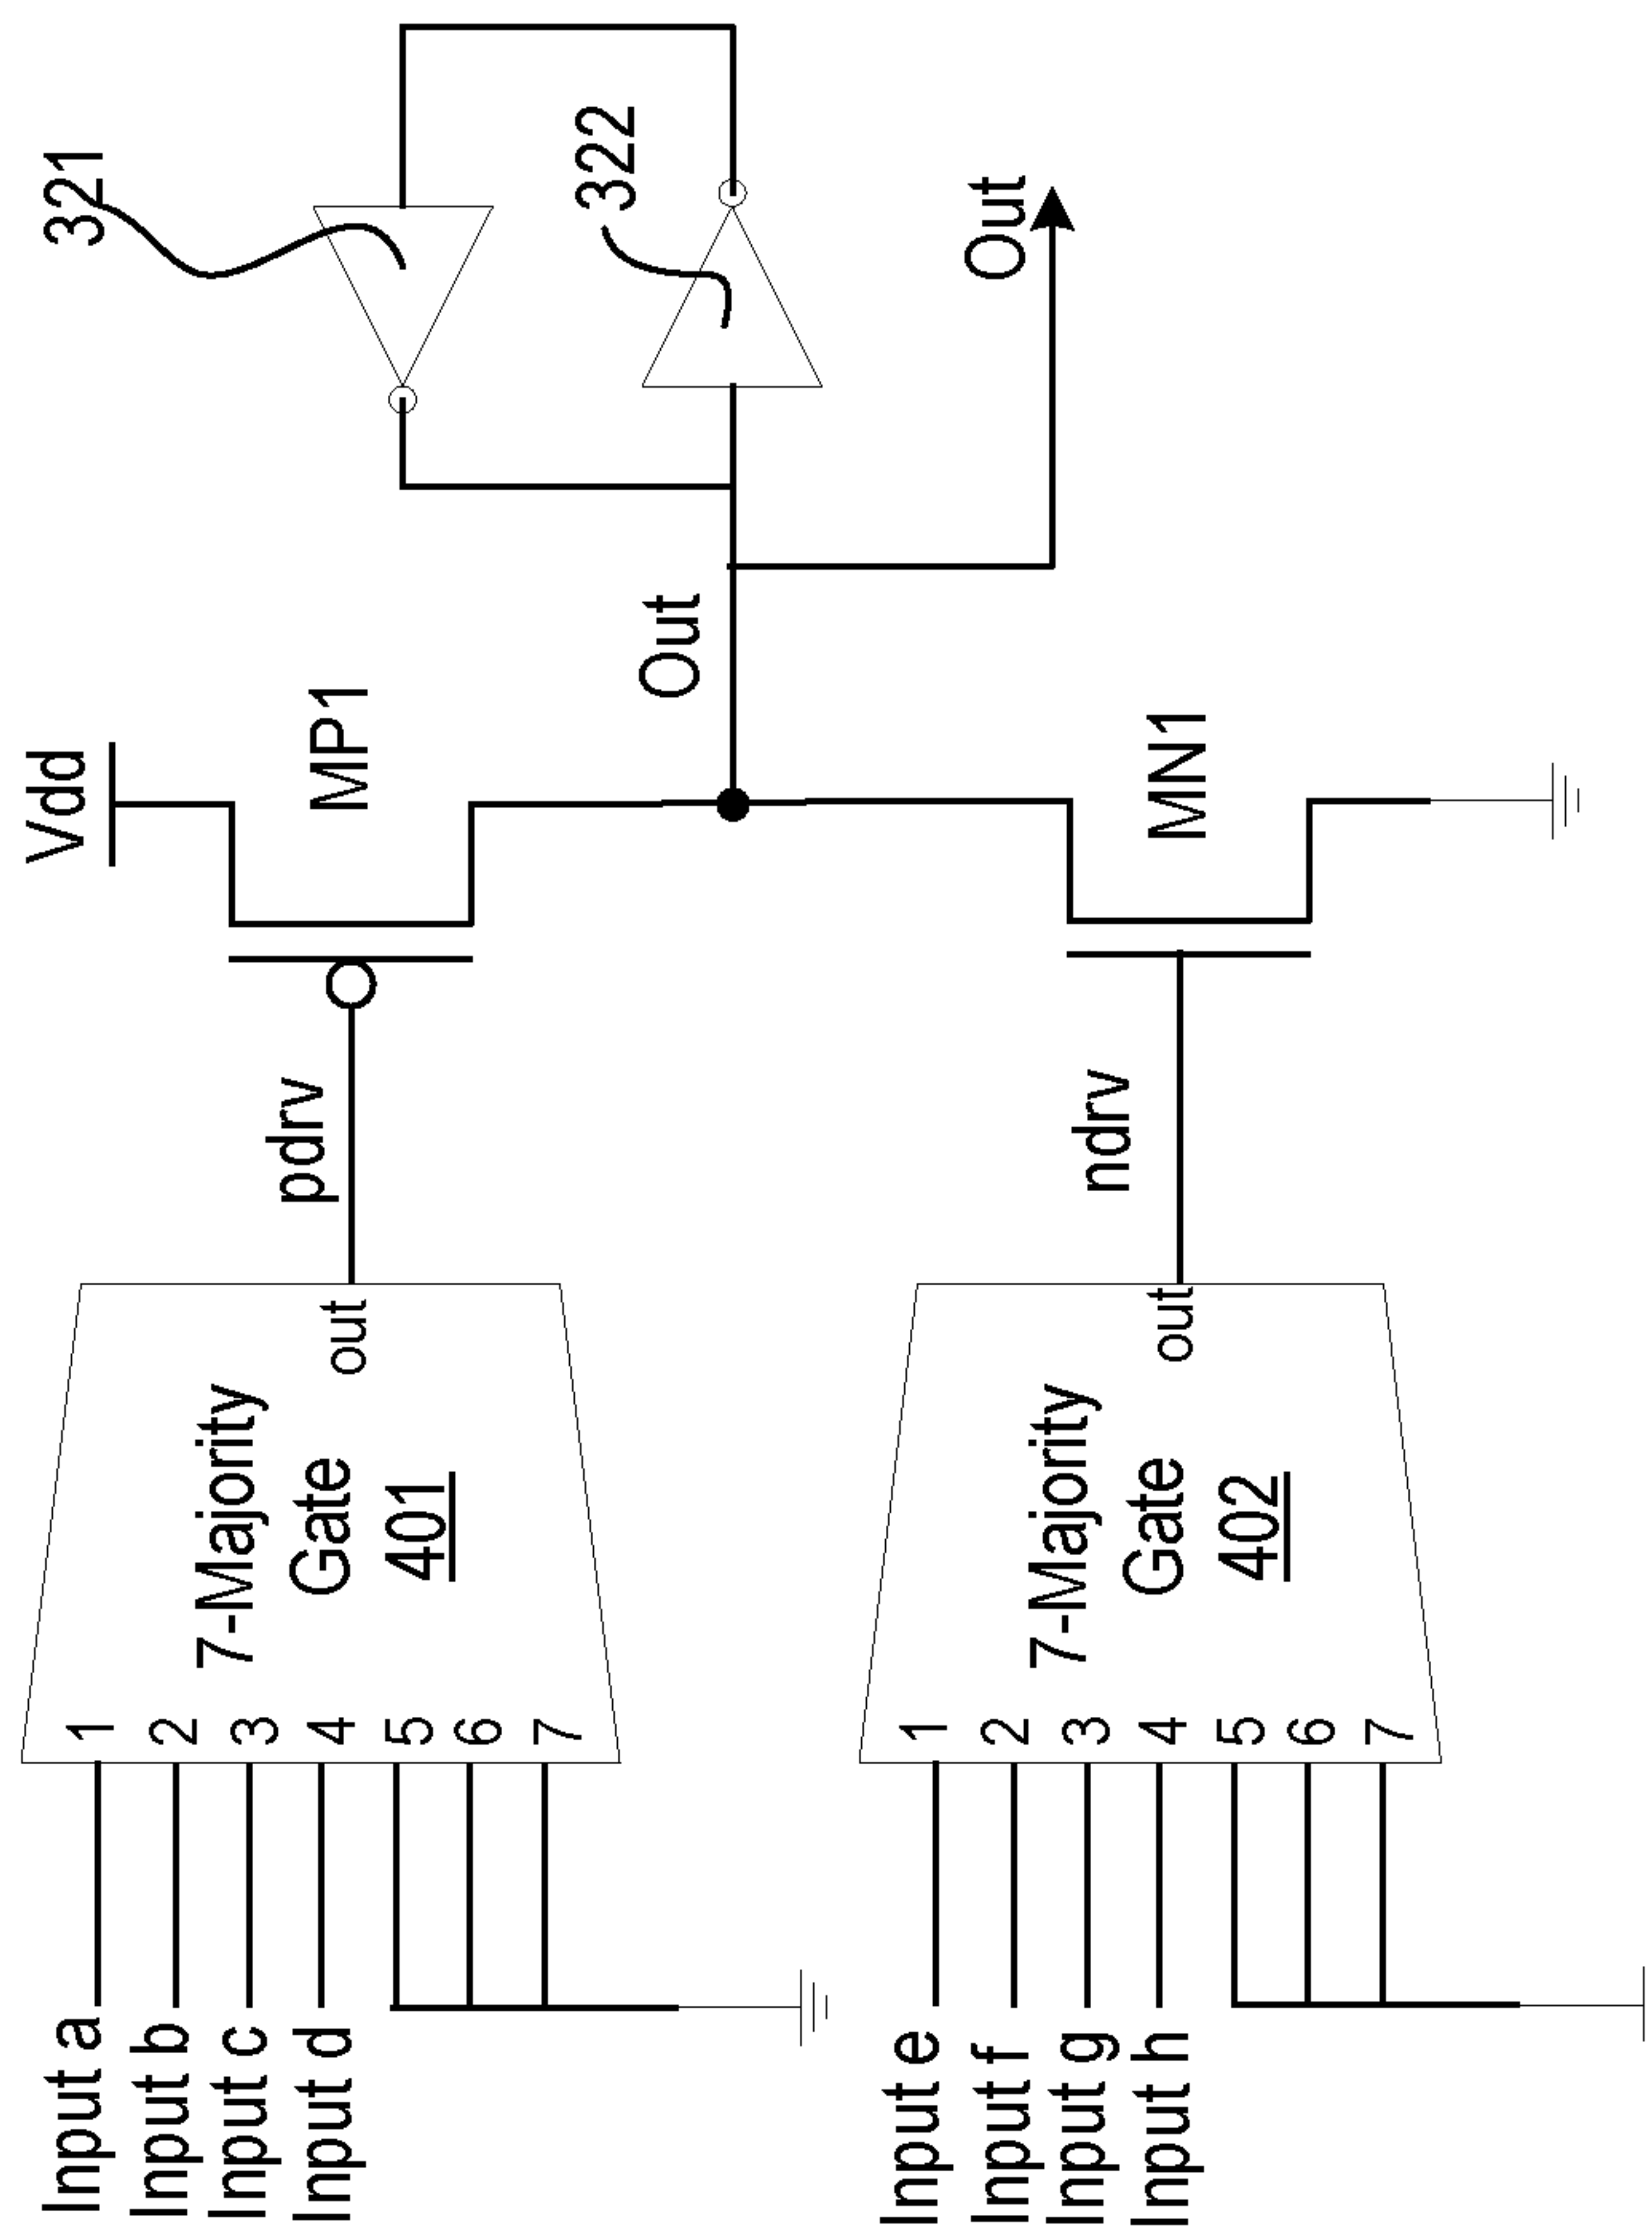 Input a
Input b
Input c
Input d
1
2
3
4
5
6
7
7-Majority
Gate
401
out
pdrv
Vdd
MP1
Out
321
322
Out
Input e
Input f
Input g
Input h
1
2
3
4
5
6
7
7-Majority
Gate
402
out
ndrv
MN1